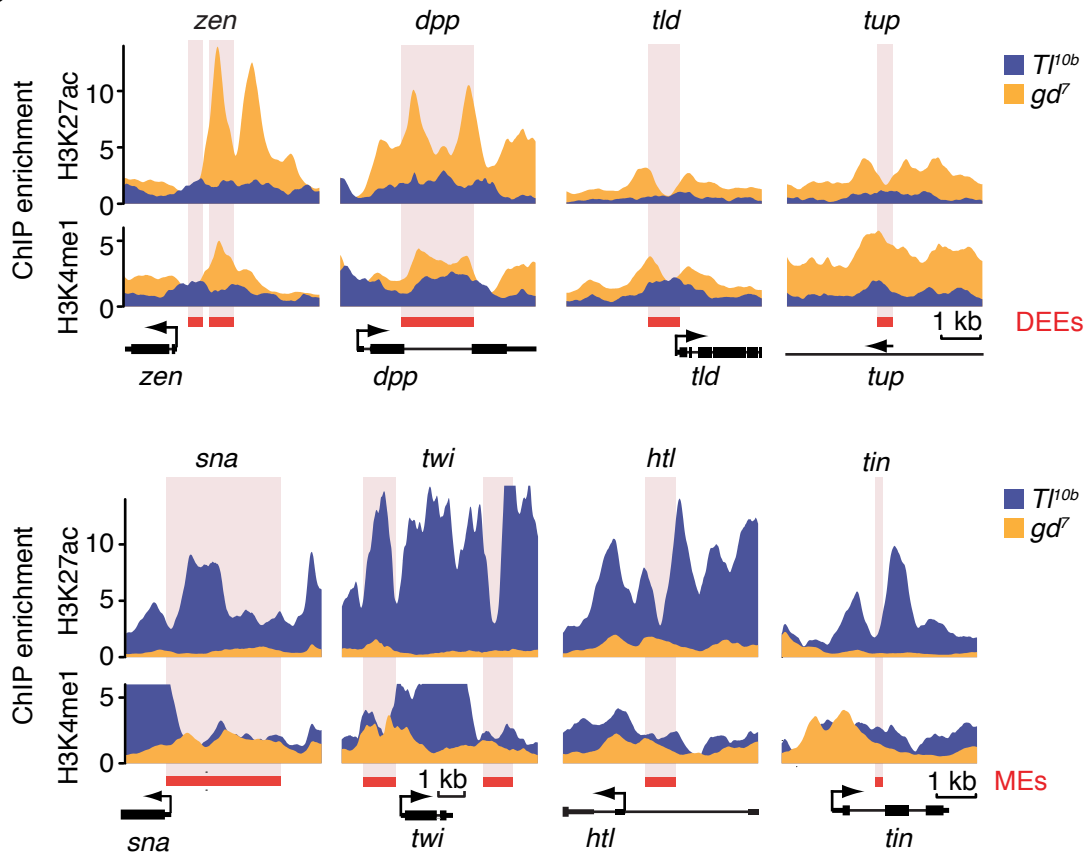 zen dpp tld tup
ChIP enrichment
H3K27ac
10
5
0
Tl10b
gd7
H3K4me1
5
0
1 kb
DEEs
zen dpp tld tup
sna twi htl tin
ChIP enrichment
H3K27ac
10
5
0
Tl10b
gd7
H3K4me1
5
0
1 kb 1 kb
MEs
sna twi htl tin